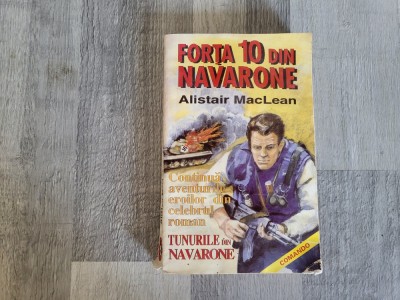 FORȚA 10 DIN
NAVARONE
Alistair MacLean
Continuă
aventurile
eroilor din
celebrul
roman
TUNURILE DIN
NAVARONE
COMANDO